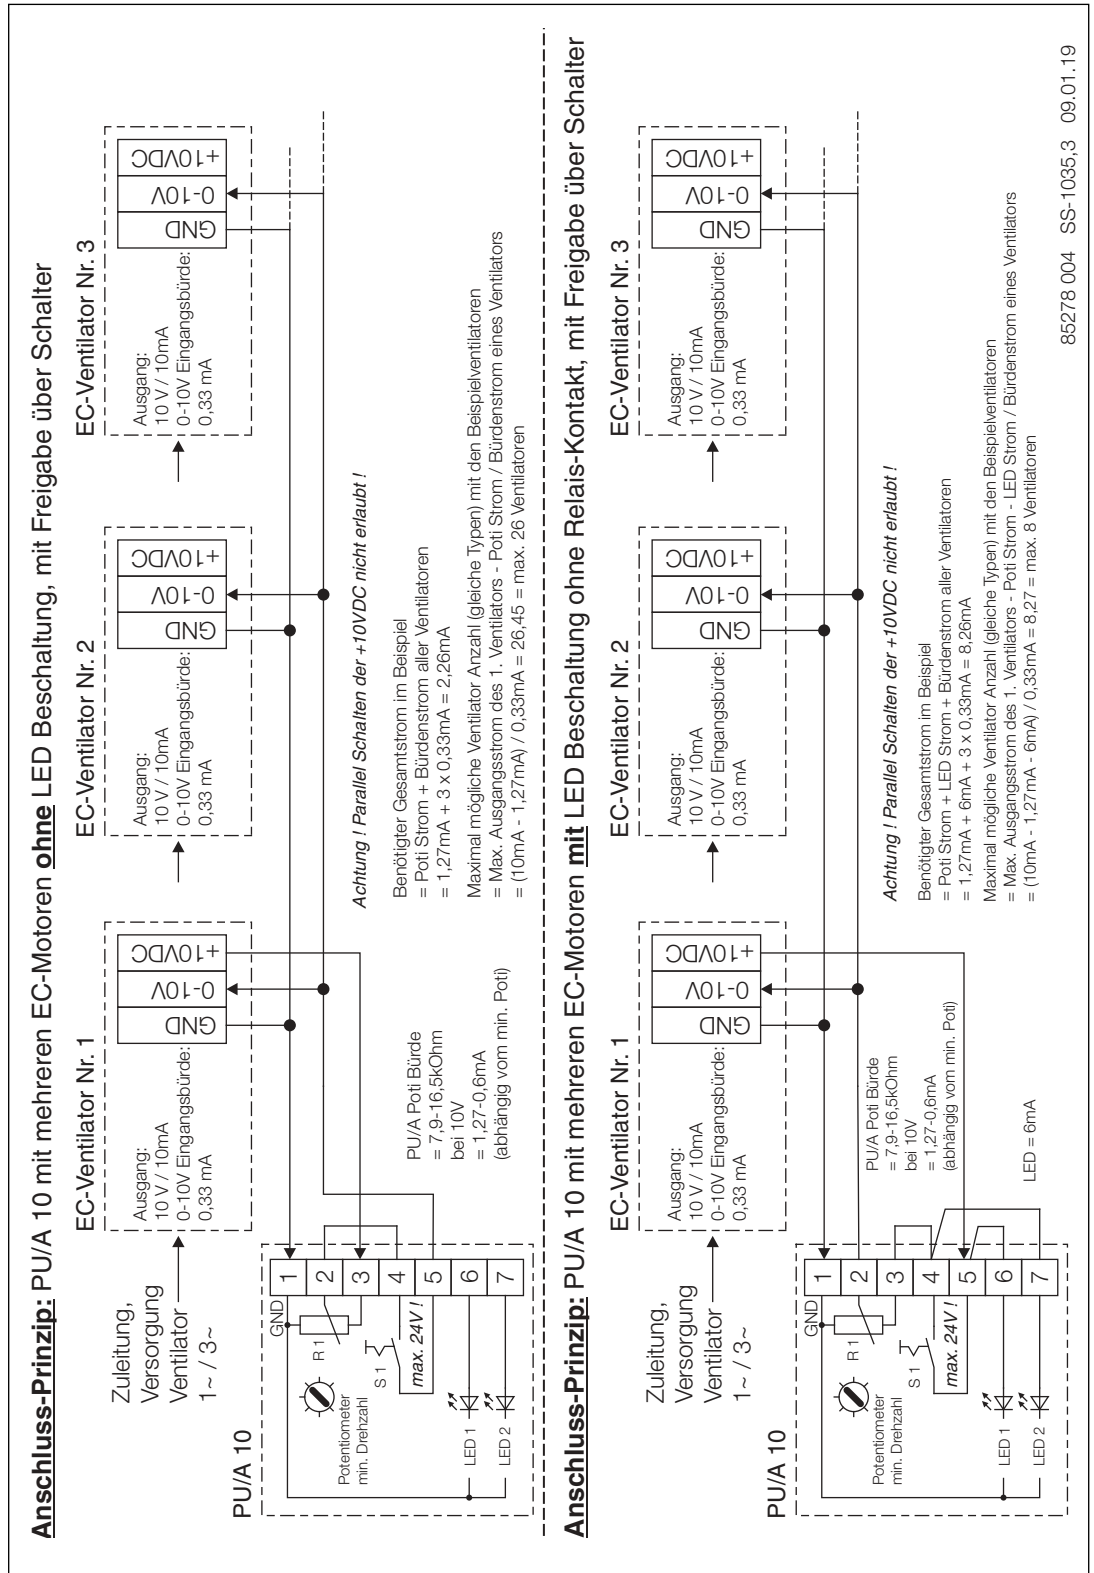 Anschluss-Prinzip: PU/A 10 mit mehreren EC-Motoren ohne LED Beschaltung, mit Freigabe über Schalter
EC-Ventilator Nr. 1
EC-Ventilator Nr. 2
EC-Ventilator Nr. 3
Zuleitung,
Versorgung
Ventilator
1~ / 3~
Ausgang:
10 V / 10mA
0-10V Eingangsbürde:
0,33 mA
GND
0-10V
+10VDC
Ausgang:
10 V / 10mA
0-10V Eingangsbürde:
0,33 mA
GND
0-10V
+10VDC
Ausgang:
10 V / 10mA
0-10V Eingangsbürde:
0,33 mA
GND
0-10V
+10VDC
PU/A 10
Potentiometer
min. Drehzahl
GND
R 1
S 1
max. 24V !
LED 1
LED 2
1
2
3
4
5
6
7
PU/A Poti Bürde
= 7,9-16,5kOhm
bei 10V
= 1,27-0,6mA
(abhängig vom min. Poti)
Achtung ! Parallel Schalten der +10VDC nicht erlaubt !
Benötigter Gesamtstrom im Beispiel
= Poti Strom + Bürdenstrom aller Ventilatoren
= 1,27mA + 3 x 0,33mA = 2,26mA
Maximal mögliche Ventilator Anzahl (gleiche Typen) mit den Beispielventilatoren
= Max. Ausgangsstrom des 1. Ventilators - Poti Strom / Bürdenstrom eines Ventilators
= (10mA - 1,27mA) / 0,33mA = 26,45 = max. 26 Ventilatoren
Anschluss-Prinzip: PU/A 10 mit mehreren EC-Motoren mit LED Beschaltung ohne Relais-Kontakt, mit Freigabe über Schalter
EC-Ventilator Nr. 1
EC-Ventilator Nr. 2
EC-Ventilator Nr. 3
Zuleitung,
Versorgung
Ventilator
1~ / 3~
Ausgang:
10 V / 10mA
0-10V Eingangsbürde:
0,33 mA
GND
0-10V
+10VDC
Ausgang:
10 V / 10mA
0-10V Eingangsbürde:
0,33 mA
GND
0-10V
+10VDC
Ausgang:
10 V / 10mA
0-10V Eingangsbürde:
0,33 mA
GND
0-10V
+10VDC
PU/A 10
Potentiometer
min. Drehzahl
GND
R 1
S 1
max. 24V !
LED 1
LED 2
1
2
3
4
5
6
7
PU/A Poti Bürde
= 7,9-16,5kOhm
bei 10V
= 1,27-0,6mA
(abhängig vom min. Poti)
LED = 6mA
Achtung ! Parallel Schalten der +10VDC nicht erlaubt !
Benötigter Gesamtstrom im Beispiel
= Poti Strom + LED Strom + Bürdenstrom aller Ventilatoren
= 1,27mA + 6mA + 3 x 0,33mA = 8,26mA
Maximal mögliche Ventilator Anzahl (gleiche Typen) mit den Beispielventilatoren
= Max. Ausgangsstrom des 1. Ventilators - Poti Strom - LED Strom / Bürdenstrom eines Ventilators
= (10mA - 1,27mA - 6mA) / 0,33mA = 8,27 = max. 8 Ventilatoren
85278 004 SS-1035,3 09.01.19